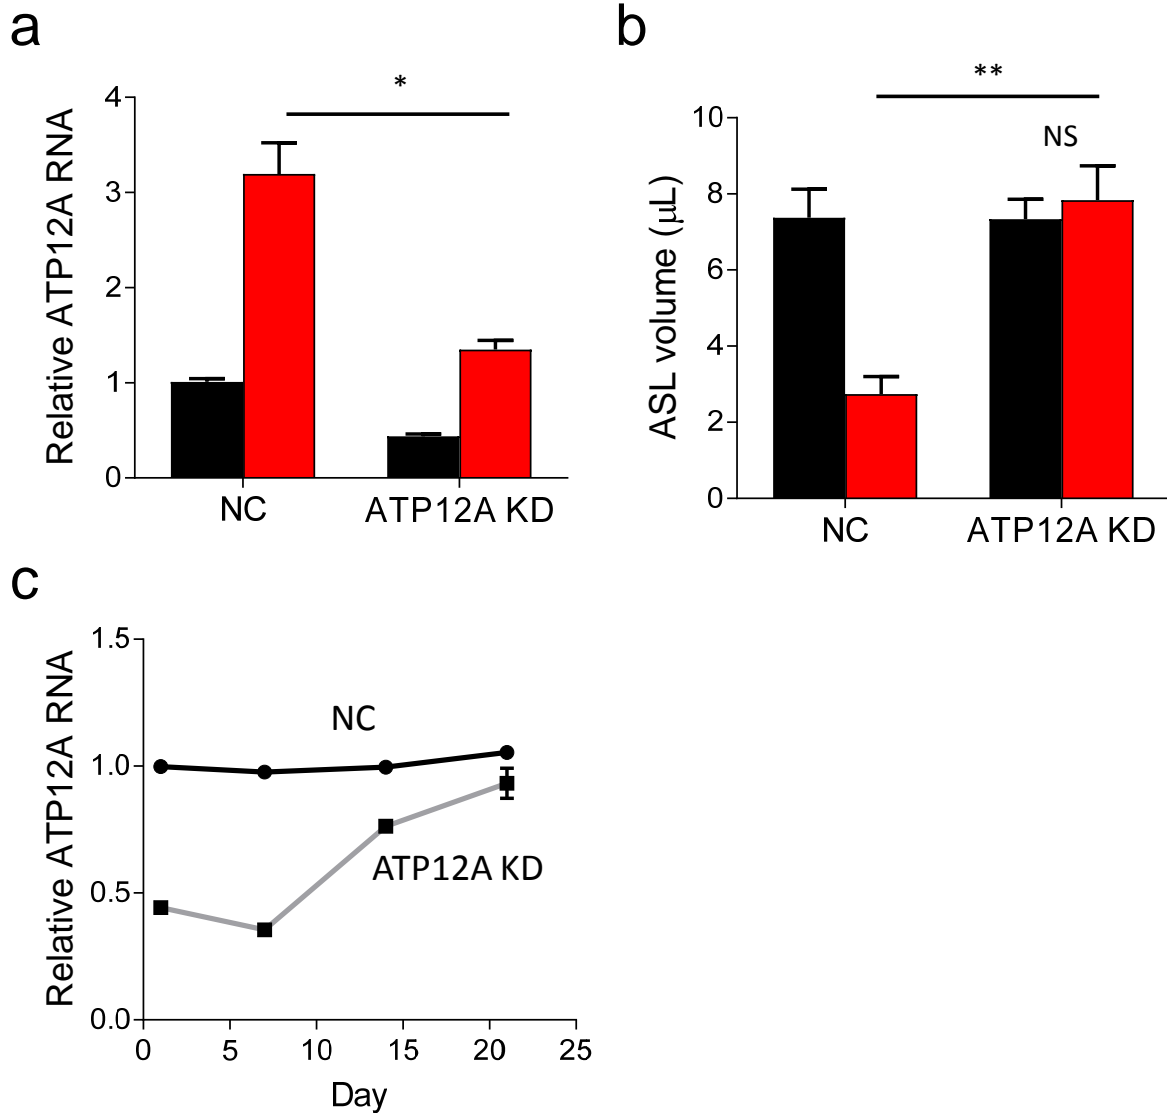 a
Relative ATP12A RNA
4
3
2
1
0
*
NC
ATP12A KD
b
ASL volume (μL)
10
8
6
4
2
0
**
NS
NC
ATP12A KD
c
Relative ATP12A RNA
1.5
1.0
0.5
0.0
NC
ATP12A KD
0 5 10 15 20 25
Day